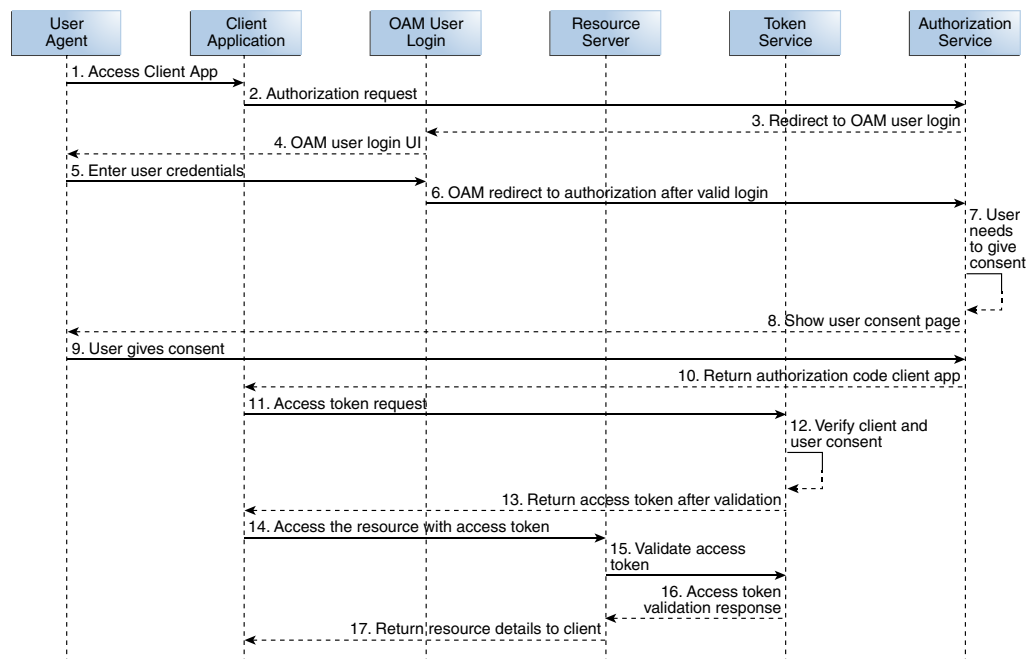 User
Agent
Client
Application
OAM User
Login
Resource
Server
Token
Service
Authorization
Service
1. Access Client App
2. Authorization request
3. Redirect to OAM user login
4. OAM user login UI
5. Enter user credentials
6. OAM redirect to authorization after valid login
7. User
needs
to give
consent
8. Show user consent page
9. User gives consent
10. Return authorization code client app
11. Access token request
12. Verify client and
user consent
13. Return access token after validation
14. Access the resource with access token
15. Validate access
token
16. Access token
validation response
17. Return resource details to client